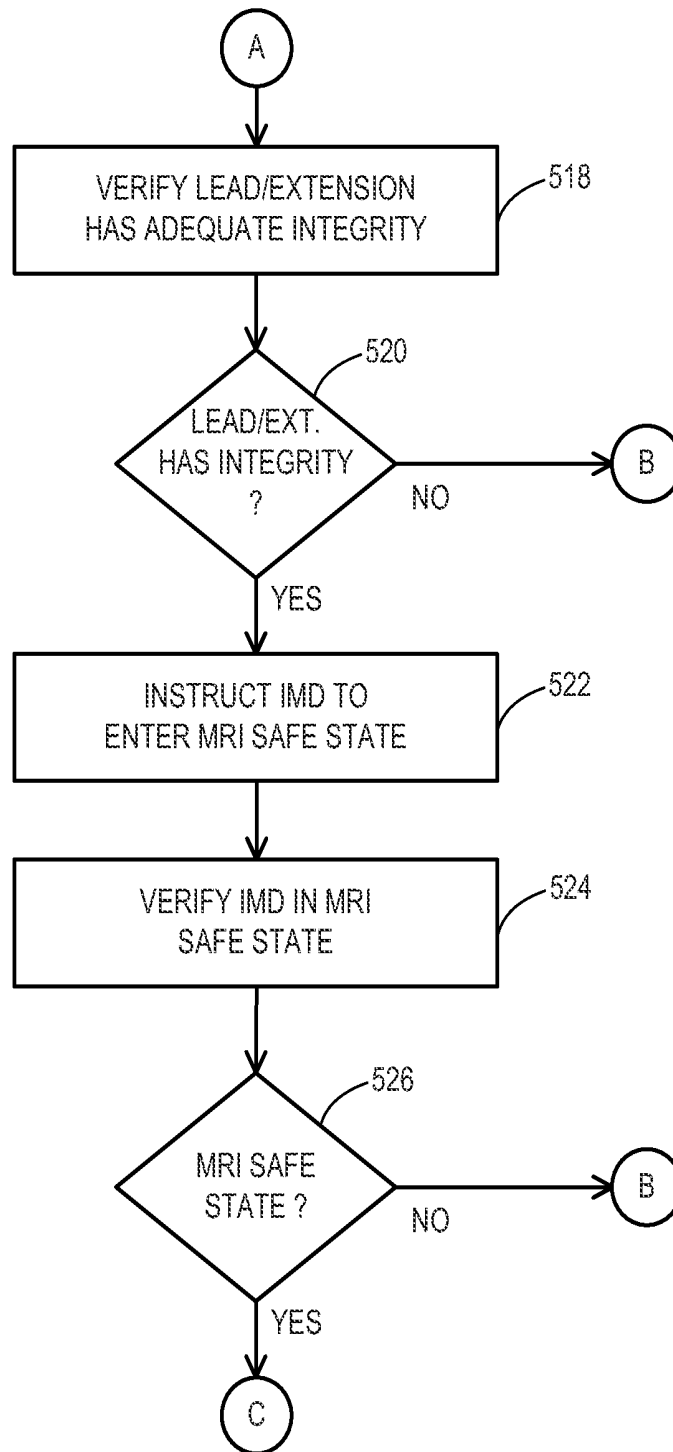 A
VERIFY LEAD/EXTENSION
HAS ADEQUATE INTEGRITY
518
520
LEAD/EXT.
HAS INTEGRITY
?
NO
B
YES
INSTRUCT IMD TO
ENTER MRI SAFE STATE
522
VERIFY IMD IN MRI
SAFE STATE
524
526
MRI SAFE
STATE ?
NO
B
YES
C